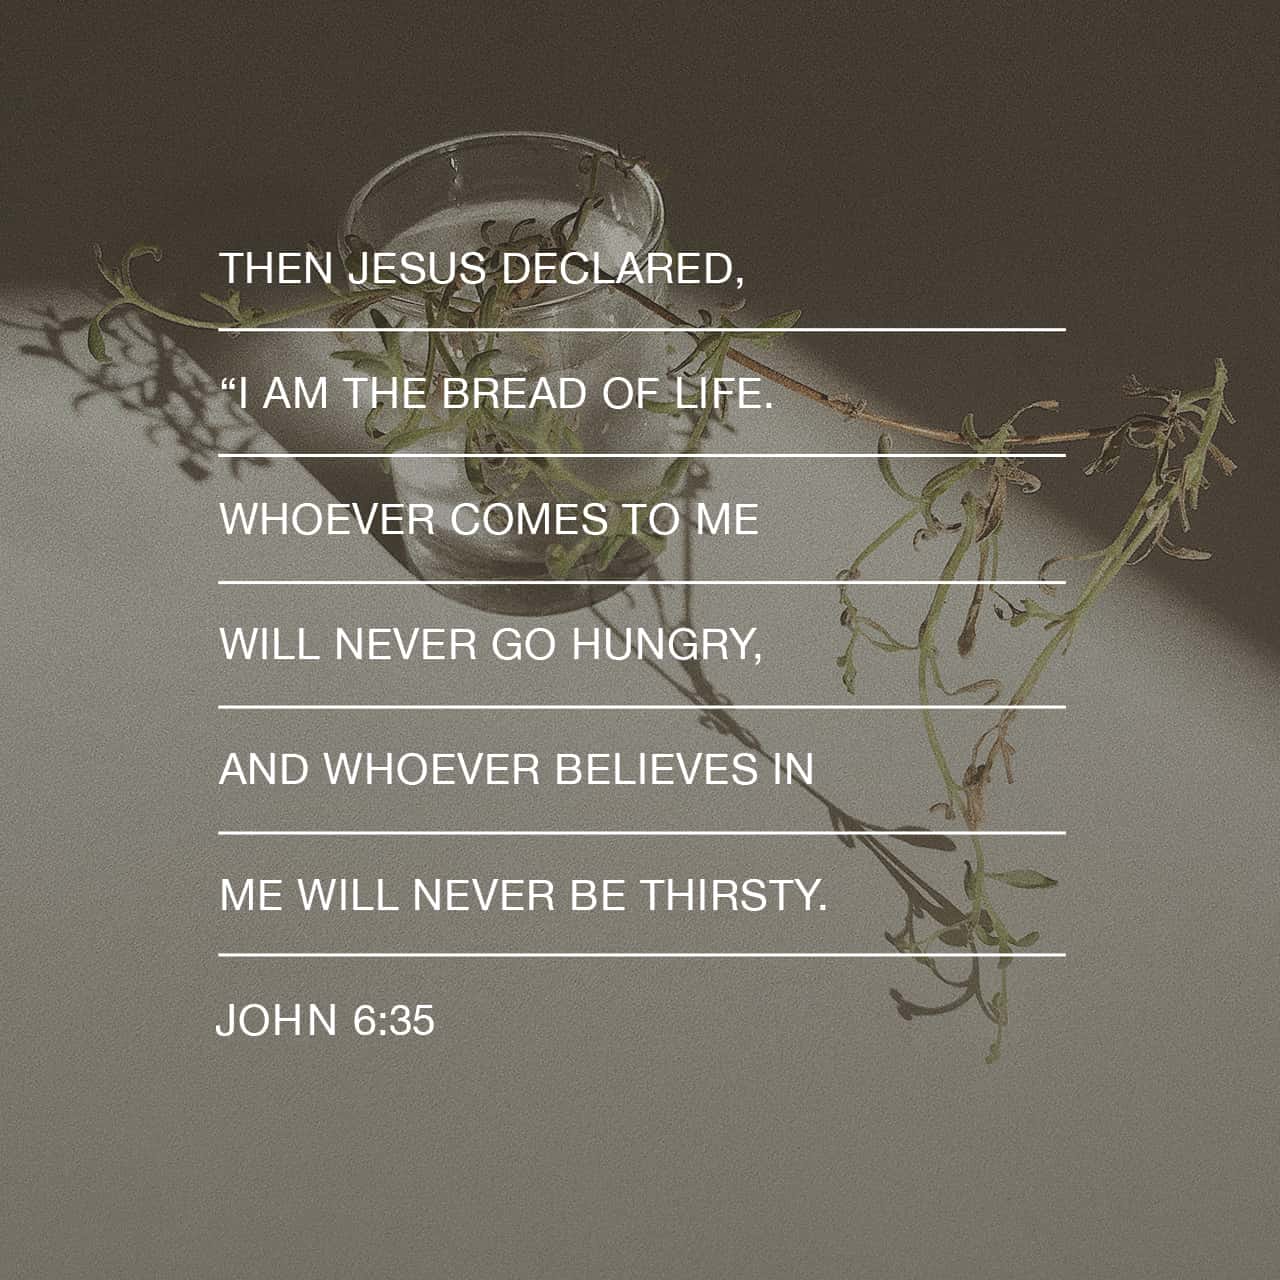 THEN JESUS DECLARED,
“I AM THE BREAD OF LIFE.
WHOEVER COMES TO ME
WILL NEVER GO HUNGRY,
AND WHOEVER BELIEVES IN
ME WILL NEVER BE THIRSTY.
JOHN 6:35